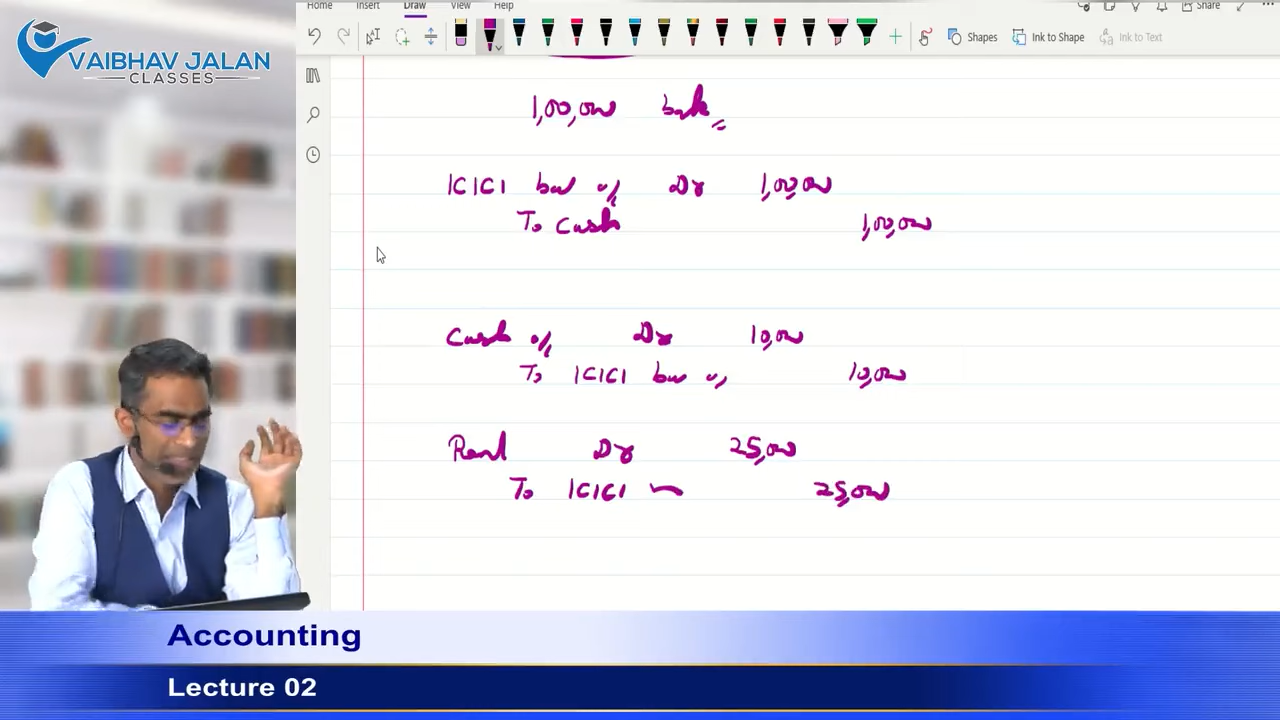 VAIBHAV JALAN
CLASSES
Home Insert Draw View Help
Share
Shapes Ink to Shape Ink to Text
1,00,000 bank
ICICI bank a/c Dr 1,00,000
To Cash 1,00,000
Cash a/c Dr 10,000
To ICICI bank a/c 10,000
Rent Dr 25,000
To ICICI 25,000
Accounting
Lecture 02